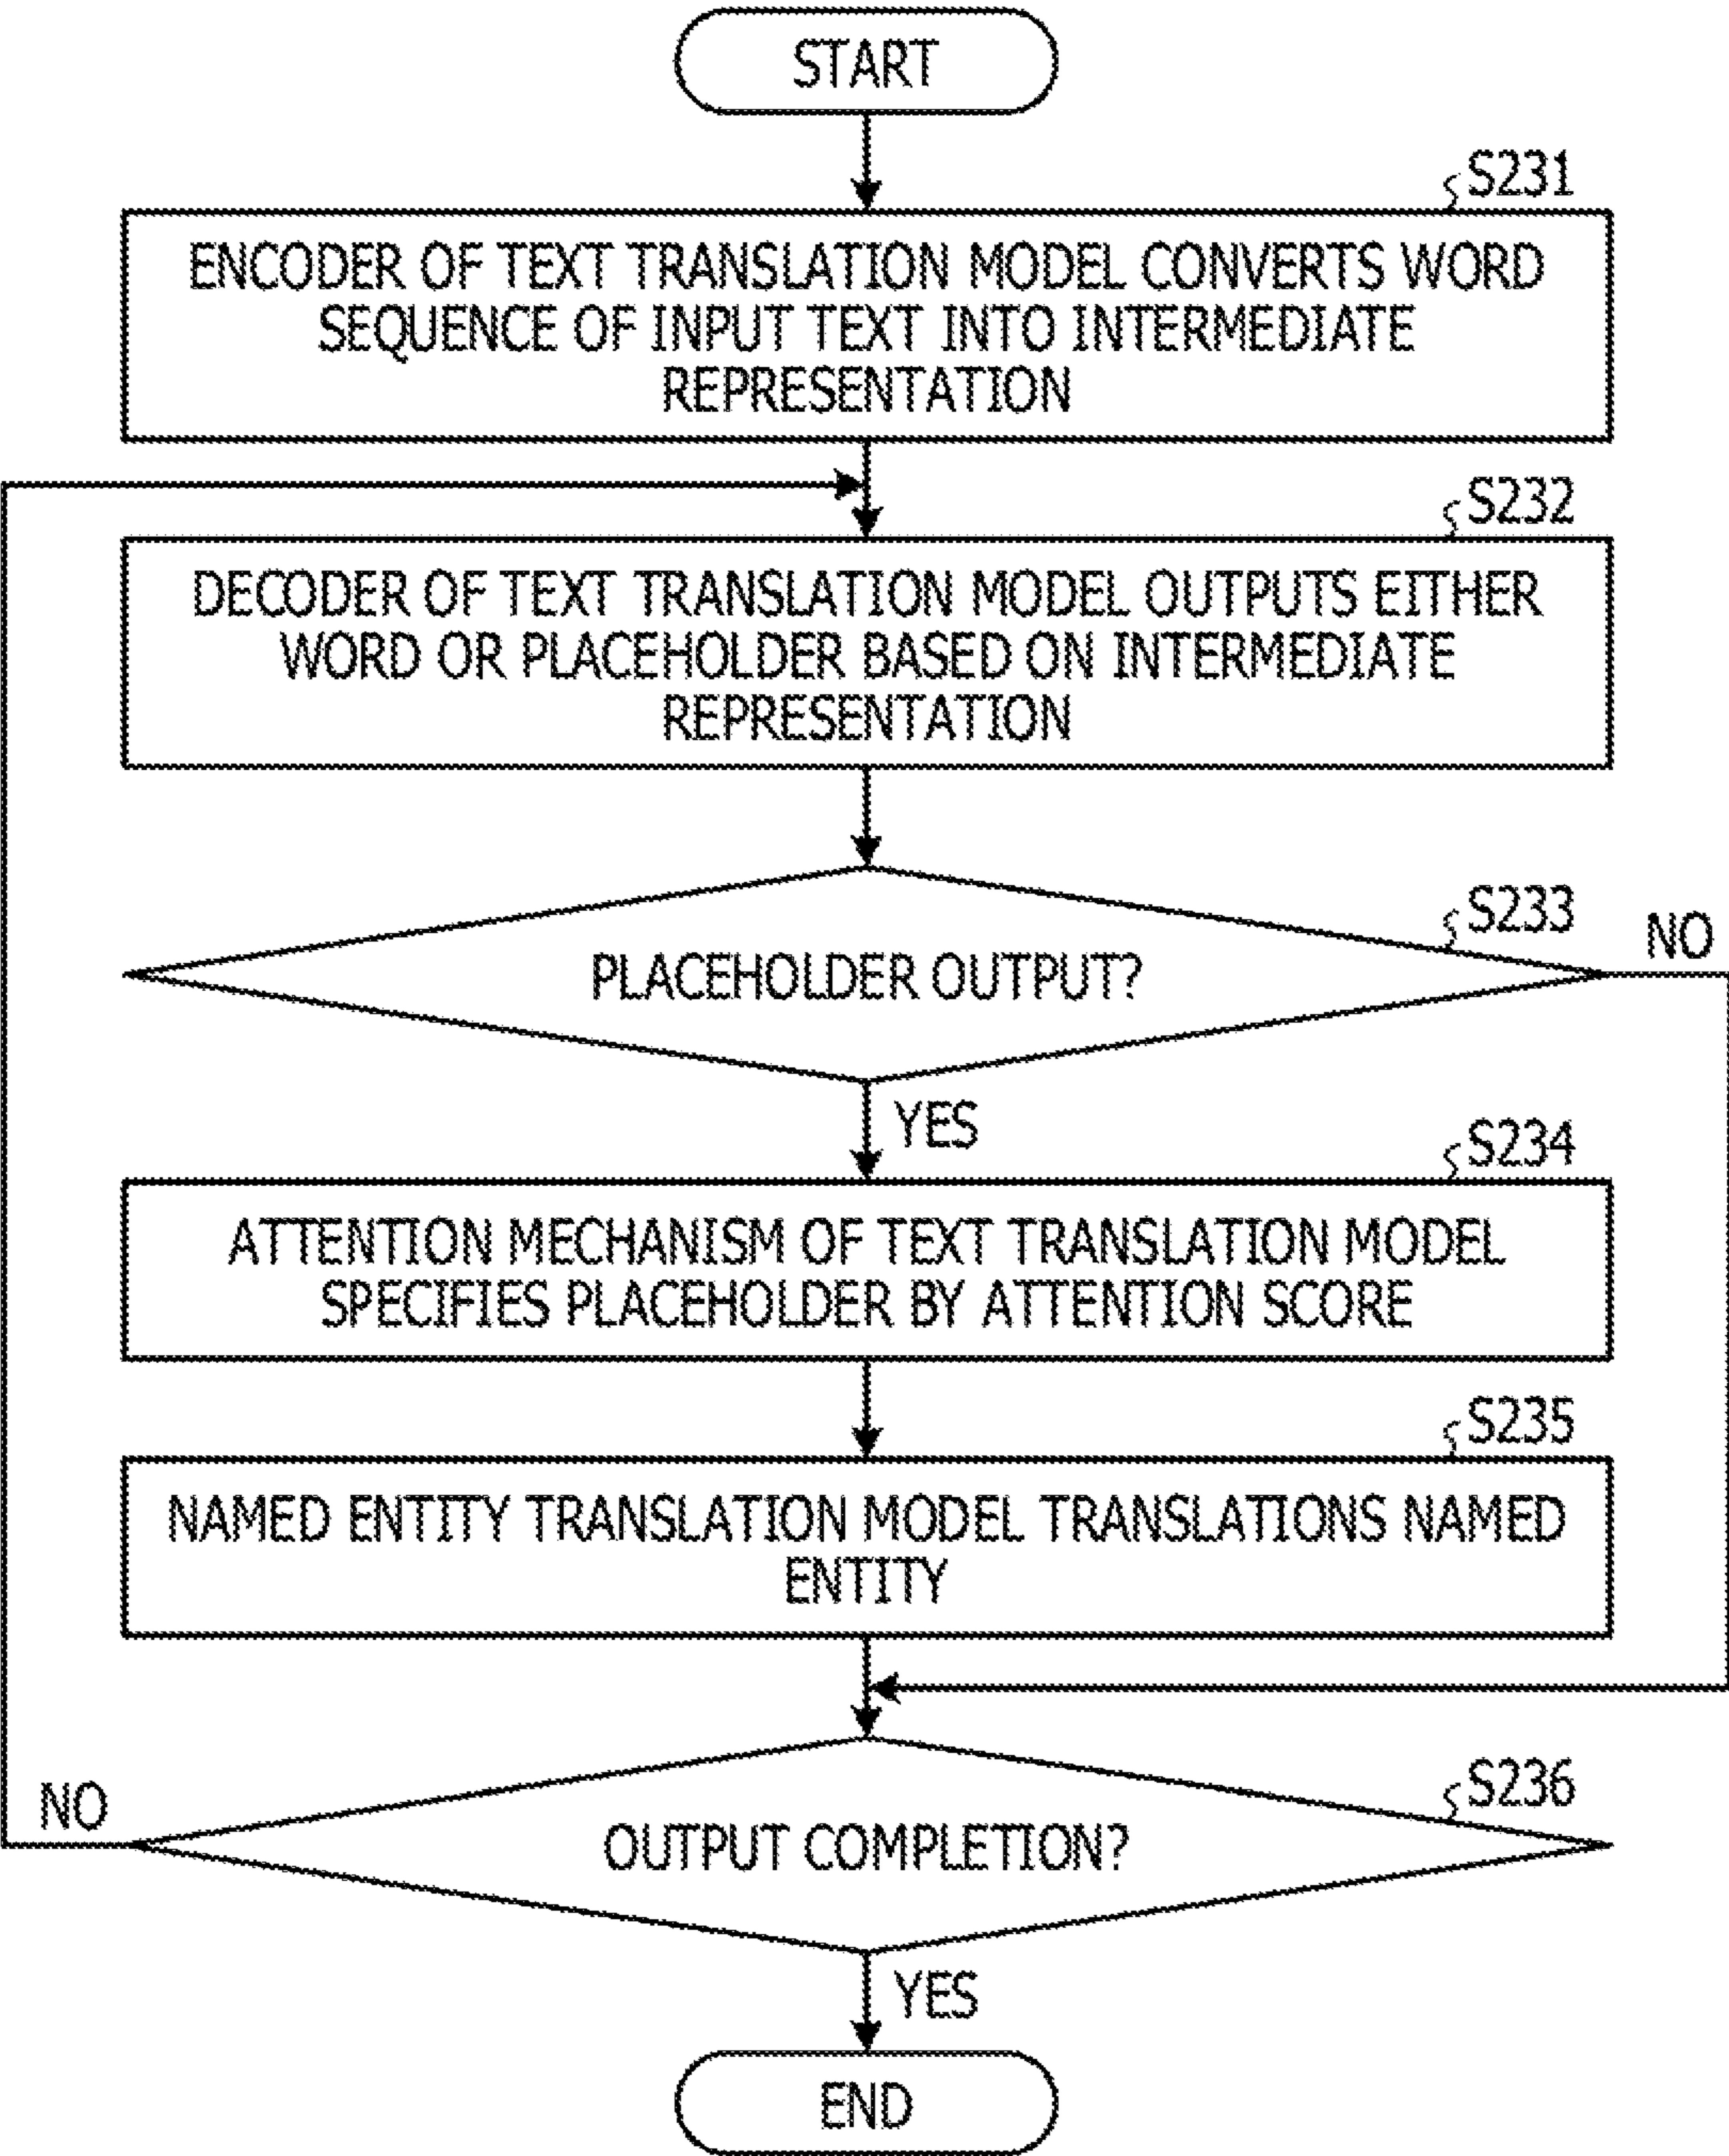 START
S231
ENCODER OF TEXT TRANSLATION MODEL CONVERTS WORD
SEQUENCE OF INPUT TEXT INTO INTERMEDIATE
REPRESENTATION
S232
DECODER OF TEXT TRANSLATION MODEL OUTPUTS EITHER
WORD OR PLACEHOLDER BASED ON INTERMEDIATE
REPRESENTATION
S233
NO
PLACEHOLDER OUTPUT?
YES
S234
ATTENTION MECHANISM OF TEXT TRANSLATION MODEL
SPECIFIES PLACEHOLDER BY ATTENTION SCORE
S235
NAMED ENTITY TRANSLATION MODEL TRANSLATIONS NAMED
ENTITY
S236
NO
OUTPUT COMPLETION?
YES
END